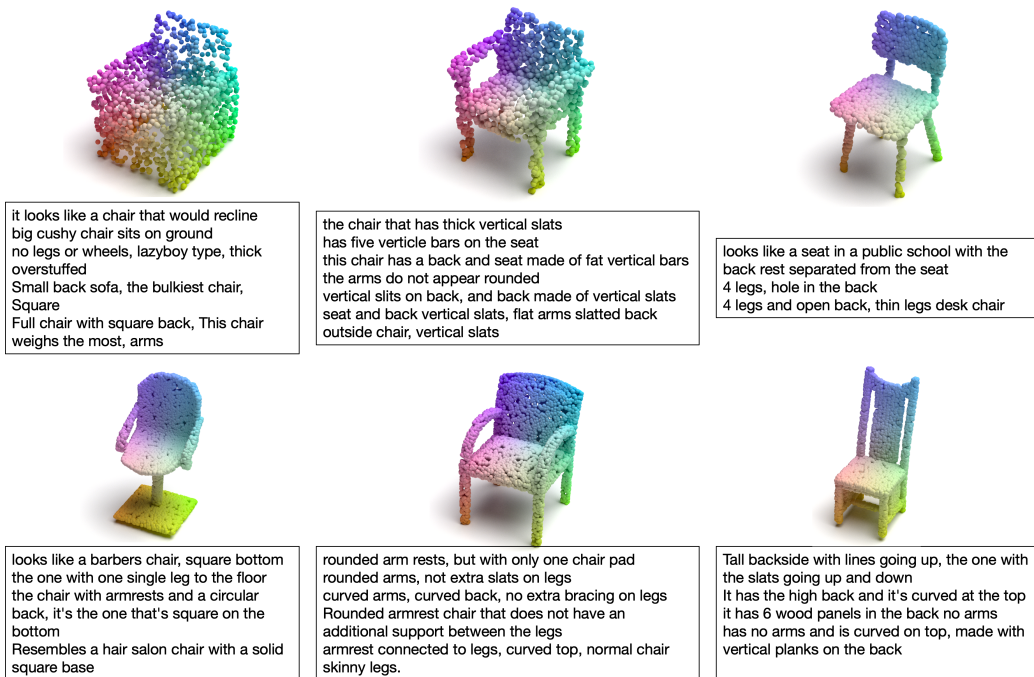 it looks like a chair that would recline
big cushy chair sits on ground
no legs or wheels, lazyboy type, thick
overstuffed
Small back sofa, the bulkiest chair,
Square
Full chair with square back, This chair
weighs the most, arms
the chair that has thick vertical slats
has five verticle bars on the seat
this chair has a back and seat made of fat vertical bars
the arms do not appear rounded
vertical slits on back, and back made of vertical slats
seat and back vertical slats, flat arms slatted back
outside chair, vertical slats
looks like a seat in a public school with the
back rest separated from the seat
4 legs, hole in the back
4 legs and open back, thin legs desk chair
looks like a barbers chair, square bottom
the one with one single leg to the floor
the chair with armrests and a circular
back, it's the one that's square on the
bottom
Resembles a hair salon chair with a solid
square base
rounded arm rests, but with only one chair pad
rounded arms, not extra slats on legs
curved arms, curved back, no extra bracing on legs
Rounded armrest chair that does not have an
additional support between the legs
armrest connected to legs, curved top, normal chair
skinny legs.
Tall backside with lines going up, the one with
the slats going up and down
It has the high back and it's curved at the top
it has 6 wood panels in the back no arms
has no arms and is curved on top, made with
vertical planks on the back